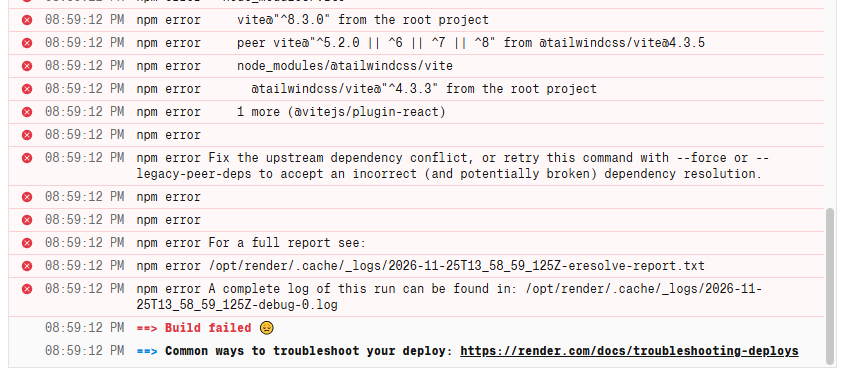 08:59:12 PM npm error vite@"^8.3.0" from the root project
08:59:12 PM npm error peer vite@"^5.2.0 || ^6 || ^7 || ^8" from @tailwindcss/vite@4.3.5
08:59:12 PM npm error node_modules/@tailwindcss/vite
08:59:12 PM npm error @tailwindcss/vite@"^4.3.3" from the root project
08:59:12 PM npm error 1 more (@vitejs/plugin-react)
08:59:12 PM npm error
08:59:12 PM npm error Fix the upstream dependency conflict, or retry this command with --force or --
legacy-peer-deps to accept an incorrect (and potentially broken) dependency resolution.
08:59:12 PM npm error
08:59:12 PM npm error
08:59:12 PM npm error For a full report see:
08:59:12 PM npm error /opt/render/.cache/_logs/2026-11-25T13_58_59_125Z-eresolve-report.txt
08:59:12 PM npm error A complete log of this run can be found in: /opt/render/.cache/_logs/2026-11-
25T13_58_59_125Z-debug-0.log
08:59:12 PM ==> Build failed 😞
08:59:12 PM ==> Common ways to troubleshoot your deploy: https://render.com/docs/troubleshooting-deploys